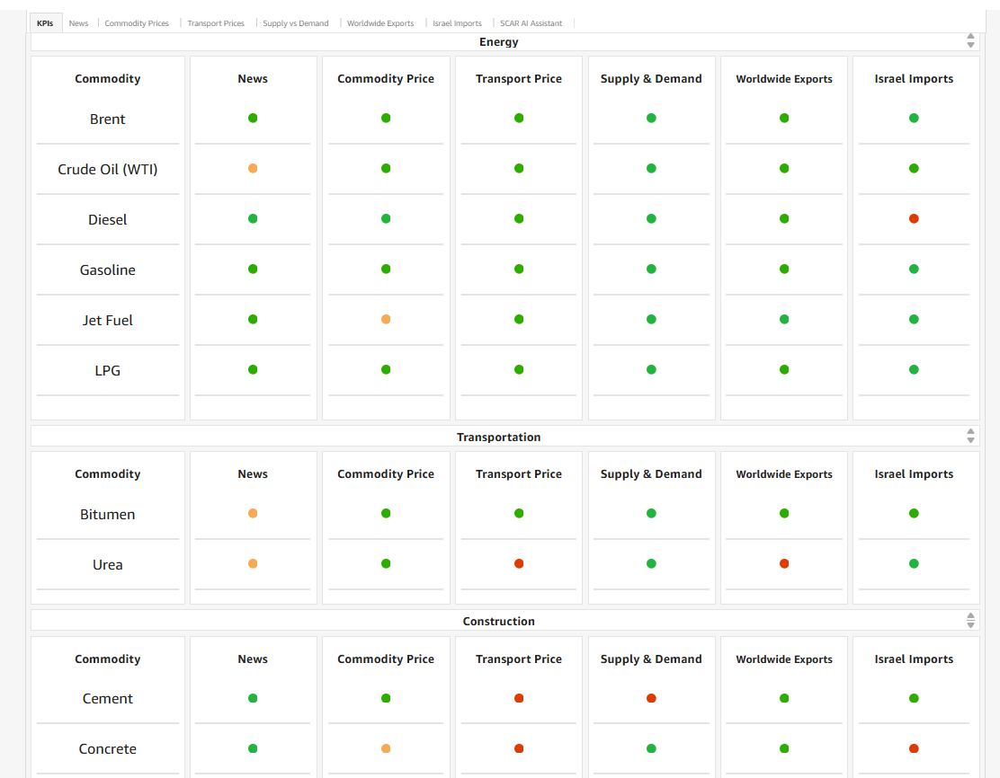 KPIs News Commodity Prices Transport Prices Supply vs Demand Worldwide Exports Israel Imports SCAR AI Assistant
Energy
Commodity News Commodity Price Transport Price Supply & Demand Worldwide Exports Israel Imports
Brent
Crude Oil (WTI)
Diesel
Gasoline
Jet Fuel
LPG
Transportation
Commodity News Commodity Price Transport Price Supply & Demand Worldwide Exports Israel Imports
Bitumen
Urea
Construction
Commodity News Commodity Price Transport Price Supply & Demand Worldwide Exports Israel Imports
Cement
Concrete